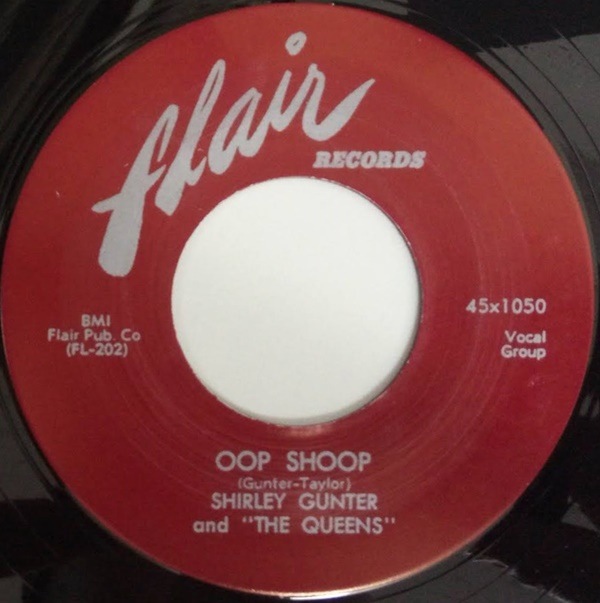 flair
RECORDS
BMI
Flair Pub. Co
(FL-202)
45x1050
Vocal
Group
OOP SHOOP
(Gunter-Taylor)
SHIRLEY GUNTER
and "THE QUEENS"